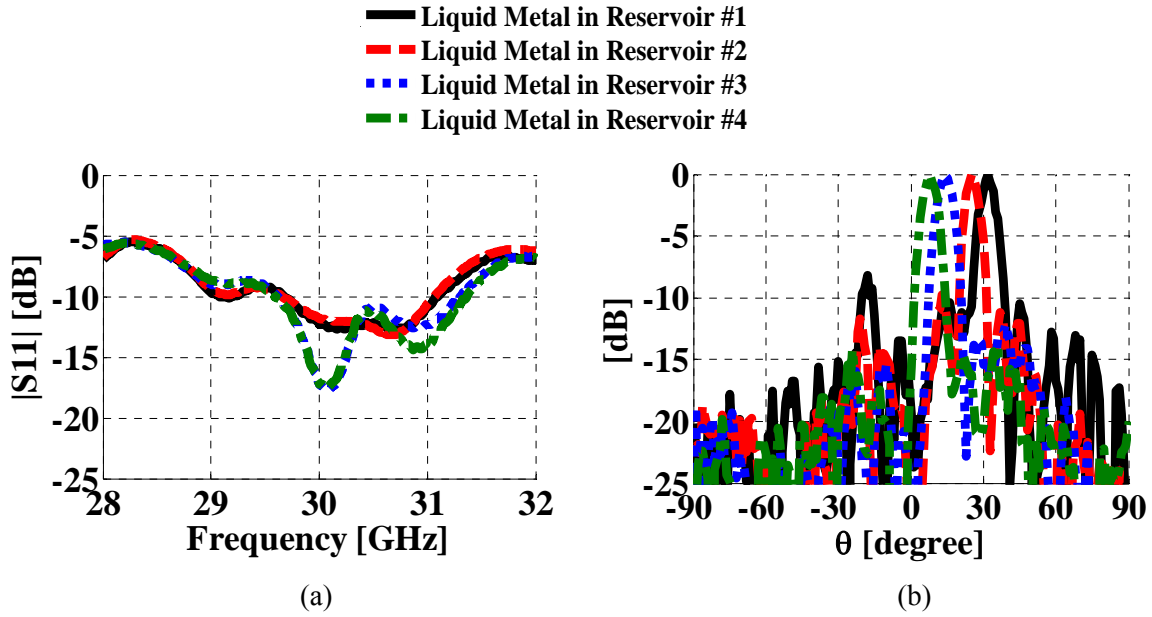 Liquid Metal in Reservoir #1
Liquid Metal in Reservoir #2
Liquid Metal in Reservoir #3
Liquid Metal in Reservoir #4
|S11| [dB]
0
-5
-10
-15
-20
-25
28 29 30 31 32
Frequency [GHz]
(a)
[dB]
0
-5
-10
-15
-20
-25
-90 -60 -30 0 30 60 90
θ [degree]
(b)